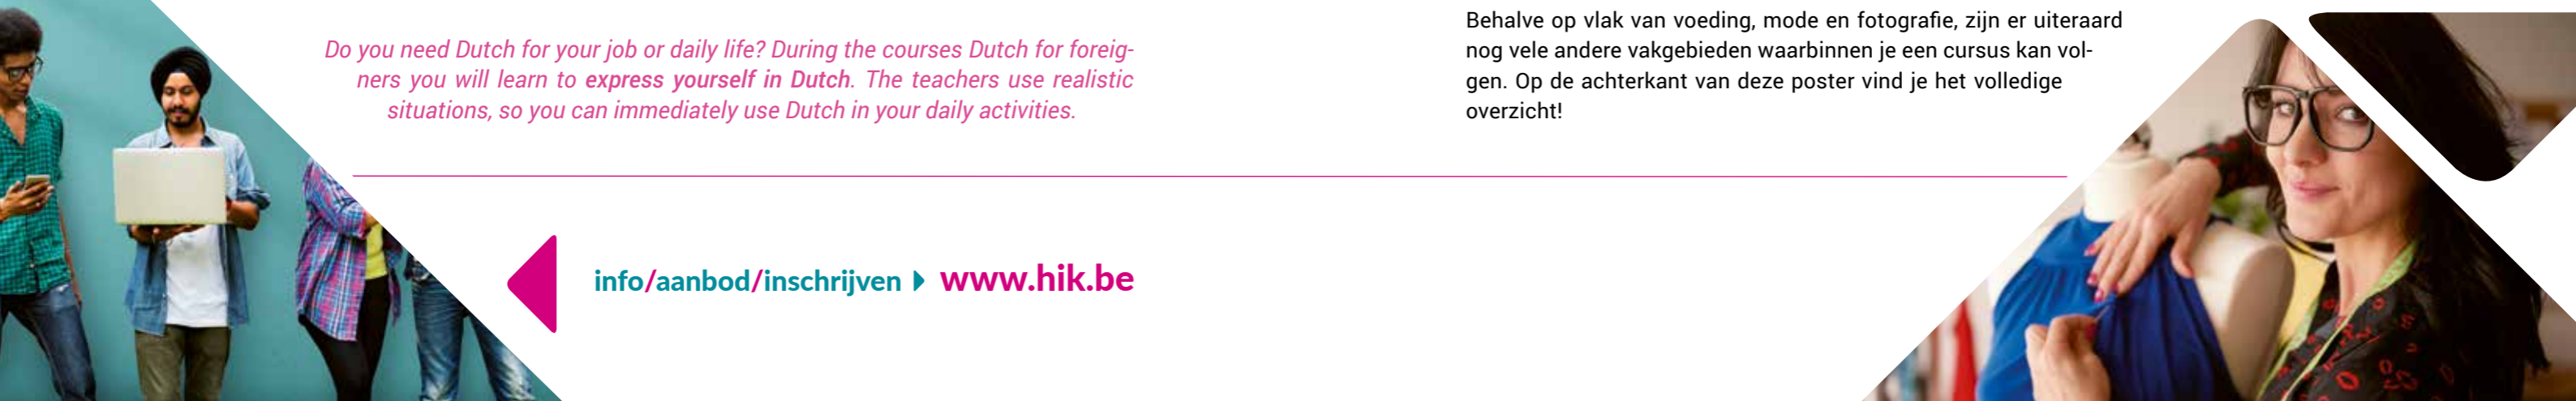 Do you need Dutch for your job or daily life? During the courses Dutch for foreig-
ners you will learn to express yourself in Dutch. The teachers use realistic
situations, so you can immediately use Dutch in your daily activities.
Behalve op vlak van voeding, mode en fotografie, zijn er uiteraard
nog vele andere vakgebieden waarbinnen je een cursus kan vol-
gen. Op de achterkant van deze poster vind je het volledige
overzicht!
info/aanbod/inschrijven www.hik.be